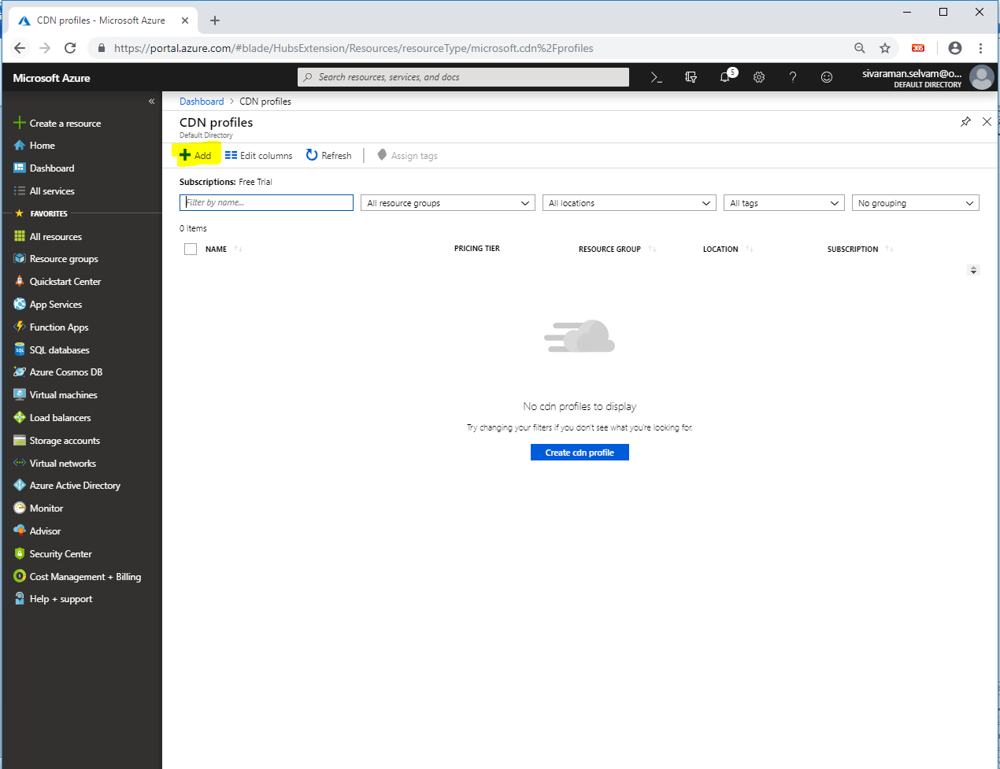 CDN profiles - Microsoft Azure
https://portal.azure.com/#blade/HubsExtension/Resources/resourceType/microsoft.cdn%2Fprofiles
365
Microsoft Azure
Search resources, services, and docs
5
sivaraman.selvam@o...
DEFAULT DIRECTORY
Create a resource
Home
Dashboard
All services
FAVORITES
All resources
Resource groups
Quickstart Center
App Services
Function Apps
SQL databases
Azure Cosmos DB
Virtual machines
Load balancers
Storage accounts
Virtual networks
Azure Active Directory
Monitor
Advisor
Security Center
Cost Management + Billing
Help + support
Dashboard > CDN profiles
CDN profiles
Default Directory
Add Edit columns Refresh Assign tags
Subscriptions: Free Trial
Filter by name... All resource groups All locations All tags No grouping
0 items
NAME PRICING TIER RESOURCE GROUP LOCATION SUBSCRIPTION
No cdn profiles to display
Try changing your filters if you don't see what you're looking for.
Create cdn profile